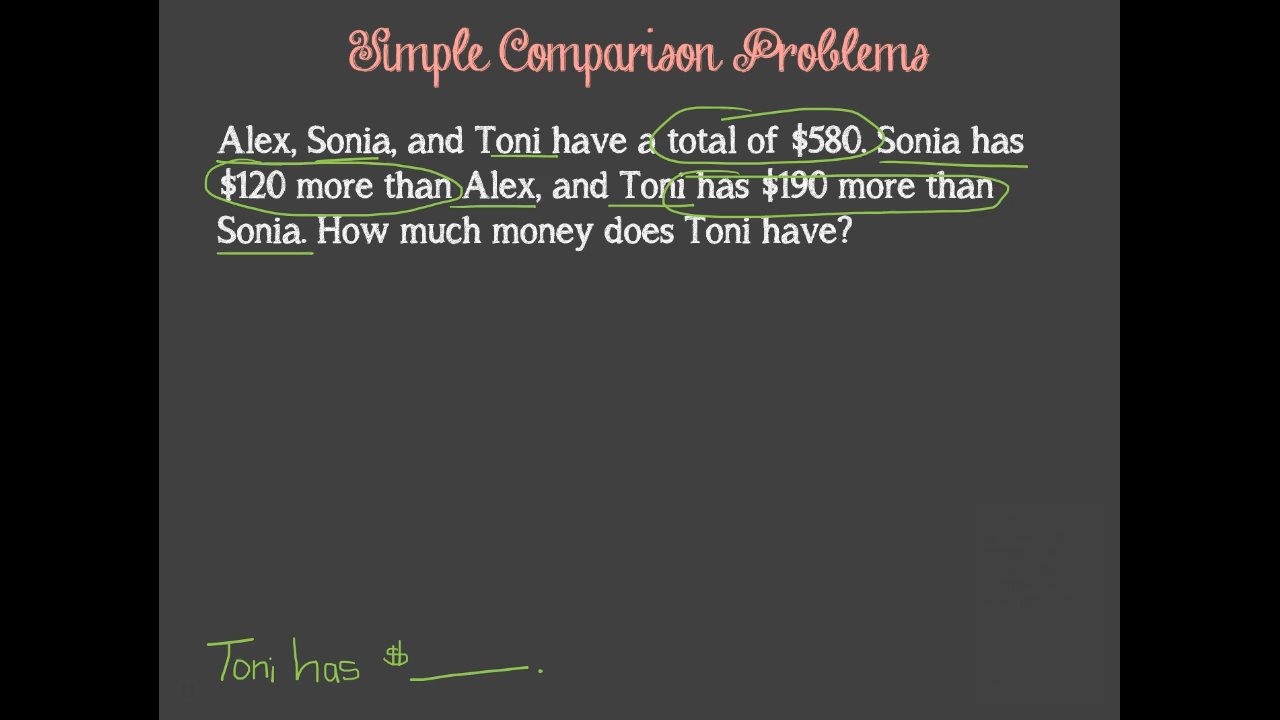 Simple Comparison Problems
Alex, Sonia, and Toni have a total of $580. Sonia has
$120 more than Alex, and Toni has $190 more than
Sonia. How much money does Toni have?
Toni has $______.